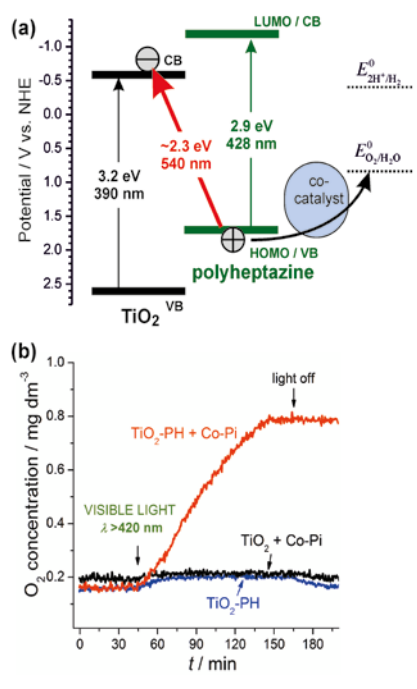 (a)
LUMO / CB
-1.0
-0.5
0.0
0.5
1.0
1.5
2.0
2.5
Potential / V vs. NHE
CB
3.2 eV
390 nm
~2.3 eV
540 nm
2.9 eV
428 nm
E⁰2H⁺/H₂
E⁰O₂/H₂O
co-
catalyst
HOMO / VB
polyheptazine
VB
TiO₂
(b)
1.0
0.8
0.6
0.4
0.2
O₂ concentration / mg dm⁻³
light off
TiO₂-PH + Co-Pi
VISIBLE LIGHT
λ >420 nm
TiO₂ + Co-Pi
TiO₂-PH
0 30 60 90 120 150 180
t / min